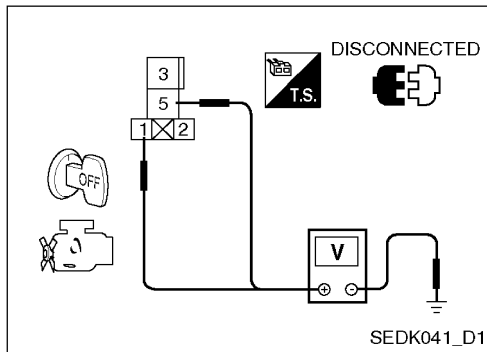 DISCONNECTED
3
5
1 2
T.S.
OFF
V
+ -
SEDK041_D1